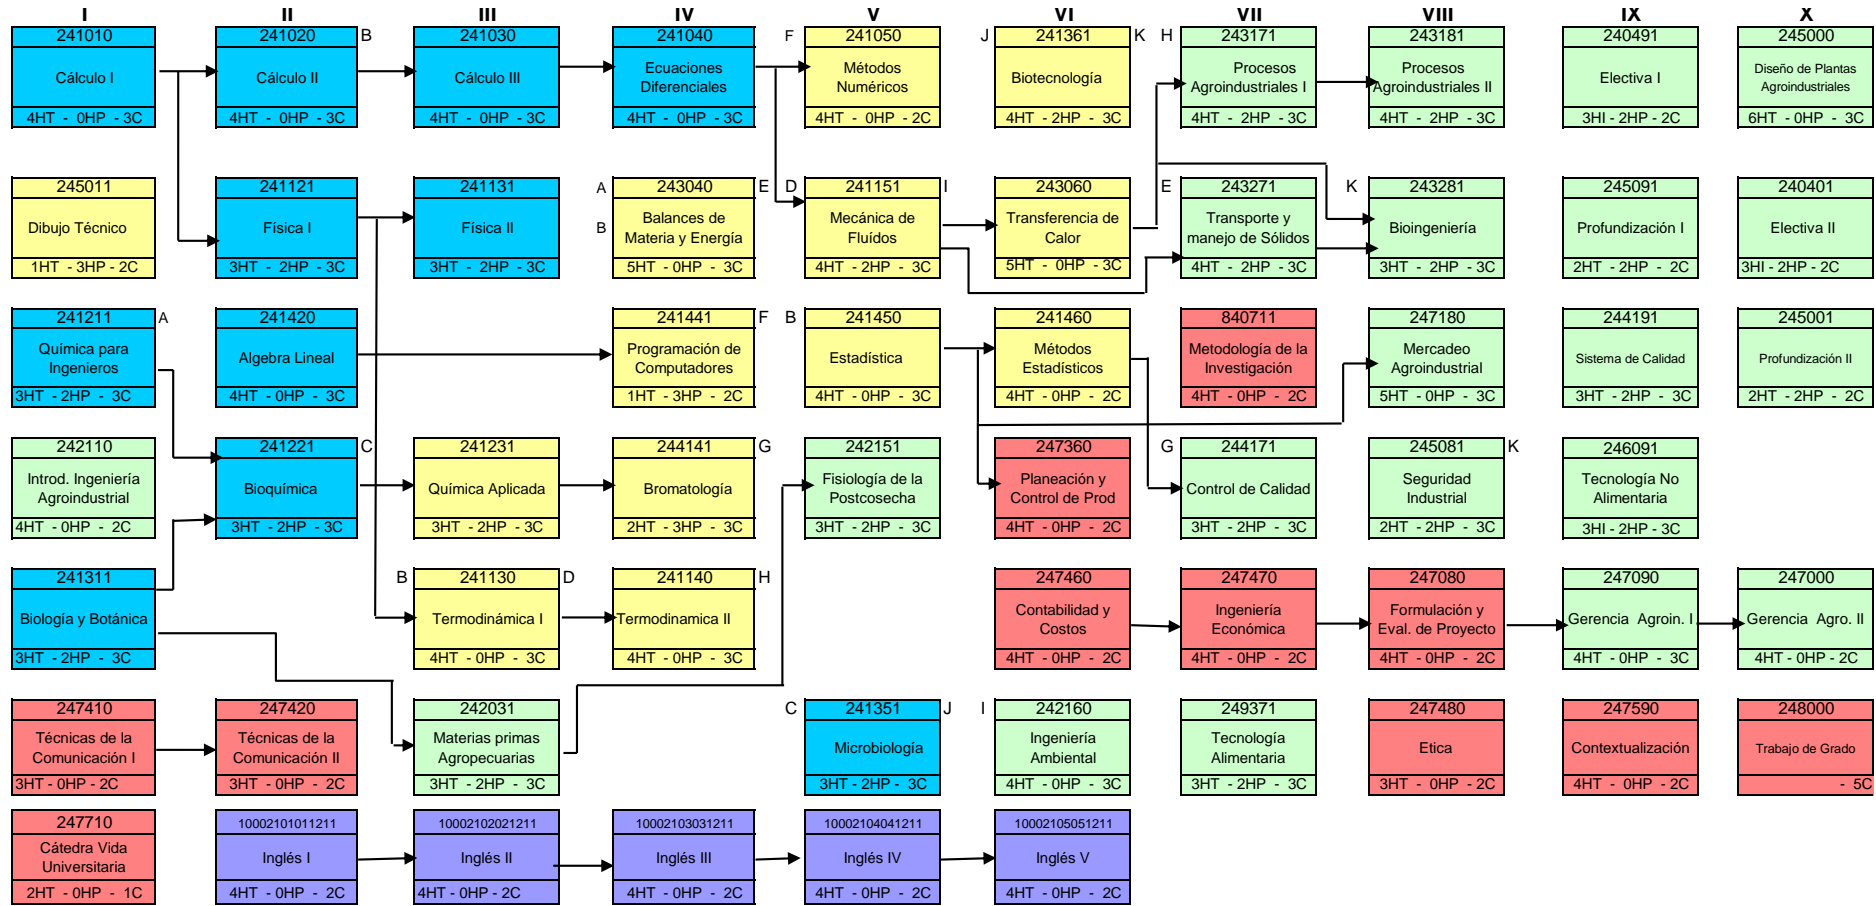 I II III IV V VI VII VIII IX X
241010 241020 B 241030 241040 F 241050 J 241361 K H 243171 243181 240491 245000
Cálculo I Cálculo II Cálculo III Ecuaciones Diferenciales Métodos Numéricos Biotecnología Procesos Agroindustriales I Procesos Agroindustriales II Electiva I Diseño de Plantas Agroindustriales
4HT - 0HP - 3C 4HT - 0HP - 3C 4HT - 0HP - 3C 4HT - 0HP - 3C 4HT - 0HP - 2C 4HT - 2HP - 3C 4HT - 2HP - 3C 4HT - 2HP - 3C 3HI - 2HP - 2C 6HT - 0HP - 3C
245011 241121 241131 A 243040 E D 241151 I 243060 E 243271 K 243281 245091 240401
Dibujo Técnico Física I Física II B Balances de Materia y Energía Mecánica de Fluídos Transferencia de Calor Transporte y manejo de Sólidos Bioingeniería Profundización I Electiva II
1HT - 3HP - 2C 3HT - 2HP - 3C 3HT - 2HP - 3C 5HT - 0HP - 3C 4HT - 2HP - 3C 5HT - 0HP - 3C 4HT - 2HP - 3C 3HT - 2HP - 3C 2HT - 2HP - 2C 3HI - 2HP - 2C
241211 A 241420 241441 F B 241450 241460 840711 247180 244191 245001
Química para Ingenieros Algebra Lineal Programación de Computadores Estadística Métodos Estadísticos Metodología de la Investigación Mercadeo Agroindustrial Sistema de Calidad Profundización II
3HT - 2HP - 3C 4HT - 0HP - 3C 1HT - 3HP - 2C 4HT - 0HP - 3C 4HT - 0HP - 2C 4HT - 0HP - 2C 5HT - 0HP - 3C 3HT - 2HP - 3C 2HT - 2HP - 2C
242110 241221 C 241231 244141 G 242151 247360 G 244171 245081 K 246091
Introd. Ingeniería Agroindustrial Bioquímica Química Aplicada Bromatología Fisiología de la Postcosecha Planeación y Control de Prod Control de Calidad Seguridad Industrial Tecnología No Alimentaria
4HT - 0HP - 2C 3HT - 2HP - 3C 3HT - 2HP - 3C 2HT - 3HP - 3C 3HT - 2HP - 3C 4HT - 0HP - 2C 3HT - 2HP - 3C 2HT - 2HP - 3C 3HI - 2HP - 3C
241311 B 241130 D 241140 H 247460 247470 247080 247090 247000
Biología y Botánica Termodinámica I Termodinamica II Contabilidad y Costos Ingeniería Económica Formulación y Eval. de Proyecto Gerencia Agroin. I Gerencia Agro. II
3HT - 2HP - 3C 4HT - 0HP - 3C 4HT - 0HP - 3C 4HT - 0HP - 2C 4HT - 0HP - 2C 4HT - 0HP - 2C 4HT - 0HP - 3C 4HT - 0HP - 2C
247410 247420 242031 C 241351 J I 242160 249371 247480 247590 248000
Técnicas de la Comunicación I Técnicas de la Comunicación II Materias primas Agropecuarias Microbiología Ingeniería Ambiental Tecnología Alimentaria Etica Contextualización Trabajo de Grado
3HT - 0HP - 2C 3HT - 0HP - 2C 3HT - 2HP - 3C 3HT - 2HP - 3C 4HT - 0HP - 3C 3HT - 2HP - 3C 3HT - 0HP - 2C 4HT - 0HP - 2C - 5C
247710 10002101011211 10002102021211 10002103031211 10002104041211 10002105051211
Cátedra Vida Universitaria Inglés I Inglés II Inglés III Inglés IV Inglés V
2HT - 0HP - 1C 4HT - 0HP - 2C 4HT - 0HP - 2C 4HT - 0HP - 2C 4HT - 0HP - 2C 4HT - 0HP - 2C